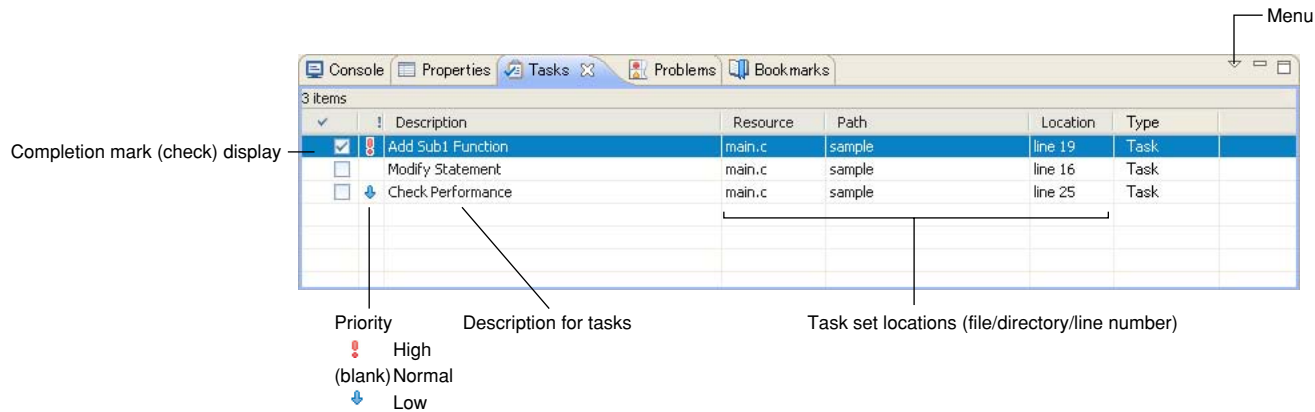 Menu
Console Properties Tasks Problems Bookmarks
3 items
! Description Resource Path Location Type
Completion mark (check) display
Add Sub1 Function main.c sample line 19 Task
Modify Statement main.c sample line 16 Task
Check Performance main.c sample line 25 Task
Priority Description for tasks Task set locations (file/directory/line number)
High
(blank) Normal
Low